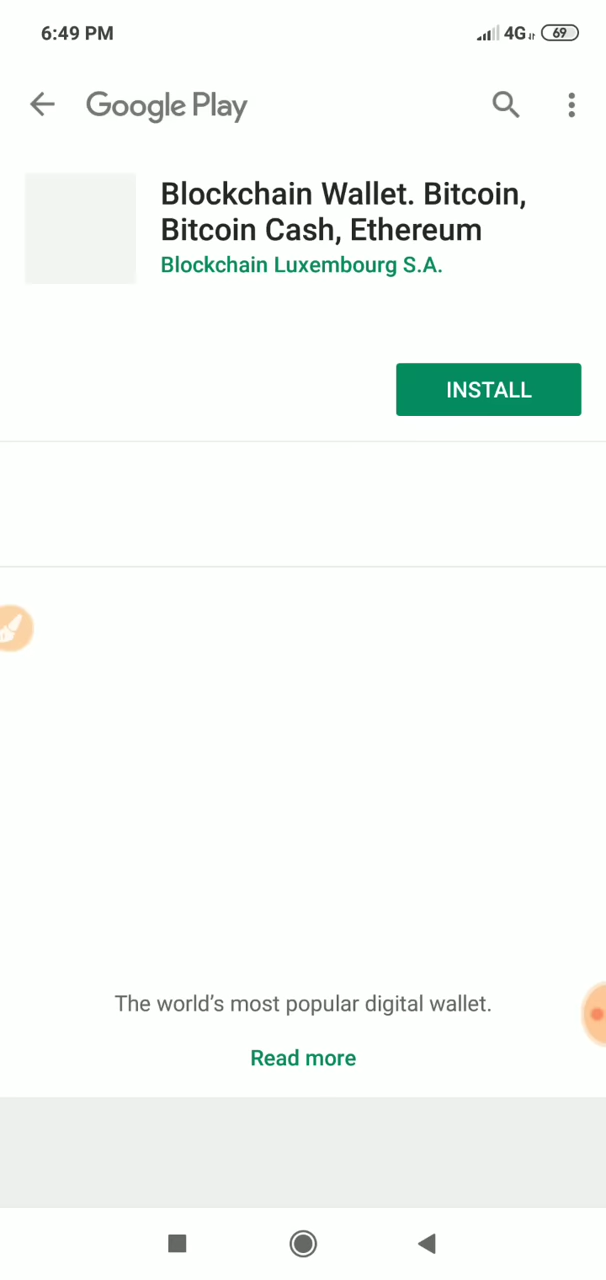 6:49 PM 4G 69
Google Play
Blockchain Wallet. Bitcoin,
Bitcoin Cash, Ethereum
Blockchain Luxembourg S.A.
INSTALL
The world’s most popular digital wallet.
Read more